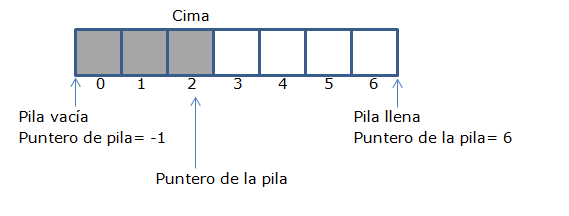 Cima
0 1 2 3 4 5 6
Pila vacía
Puntero de pila= -1
Pila llena
Puntero de la pila= 6
Puntero de la pila